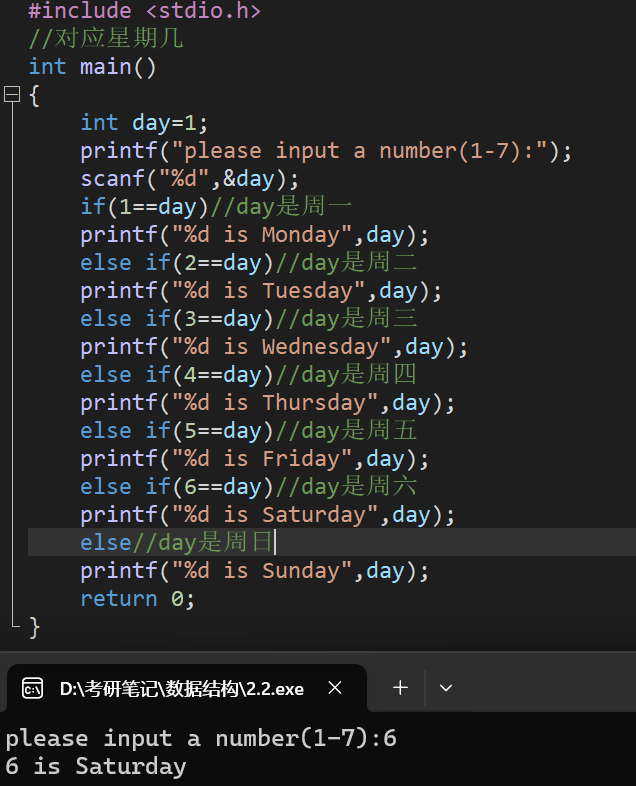 #include <stdio.h>
//对应星期几
int main()
{
    int day=1;
    printf("please input a number(1-7):");
    scanf("%d",&day);
    if(1==day)//day是周一
    printf("%d is Monday",day);
    else if(2==day)//day是周二
    printf("%d is Tuesday",day);
    else if(3==day)//day是周三
    printf("%d is Wednesday",day);
    else if(4==day)//day是周四
    printf("%d is Thursday",day);
    else if(5==day)//day是周五
    printf("%d is Friday",day);
    else if(6==day)//day是周六
    printf("%d is Saturday",day);
    else//day是周日
    printf("%d is Sunday",day);
    return 0;
}
D:\考研笔记\数据结构\2.2.exe
please input a number(1-7):6
6 is Saturday